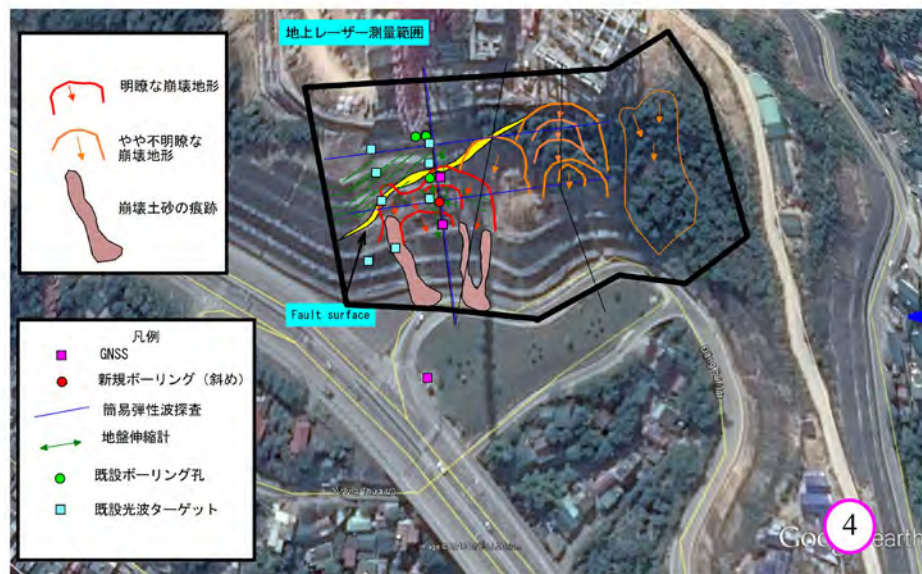 地上レーザー測量範囲
明瞭な崩壊地形
やや不明瞭な
崩壊地形
崩壊土砂の痕跡
Fault surface
凡例
GNSS
新規ボーリング（斜め）
簡易弾性波探査
地盤伸縮計
既設ボーリング孔
既設光波ターゲット
4